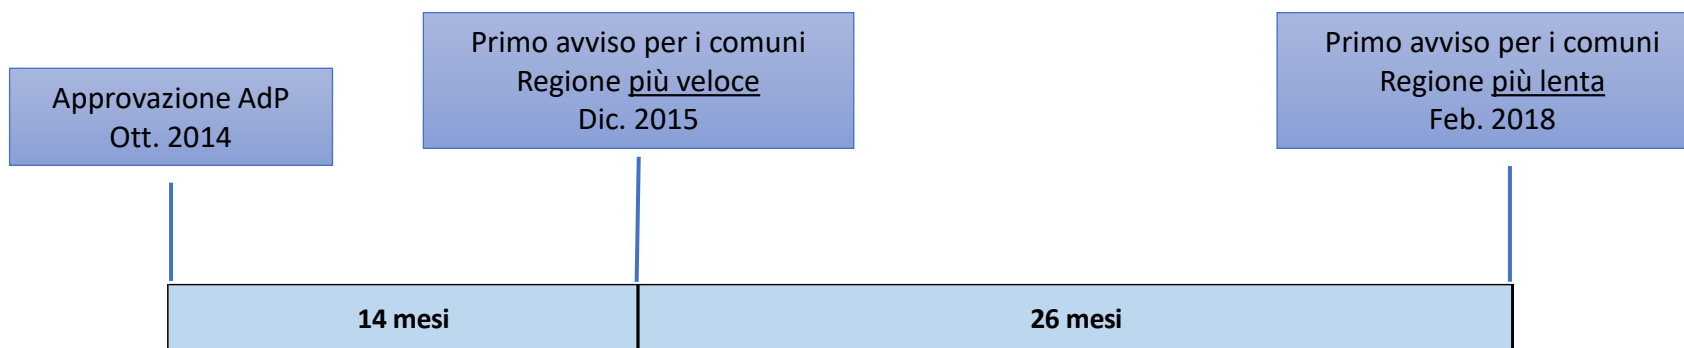 Approvazione AdP
Ott. 2014
Primo avviso per i comuni
Regione più veloce
Dic. 2015
Primo avviso per i comuni
Regione più lenta
Feb. 2018
14 mesi
26 mesi